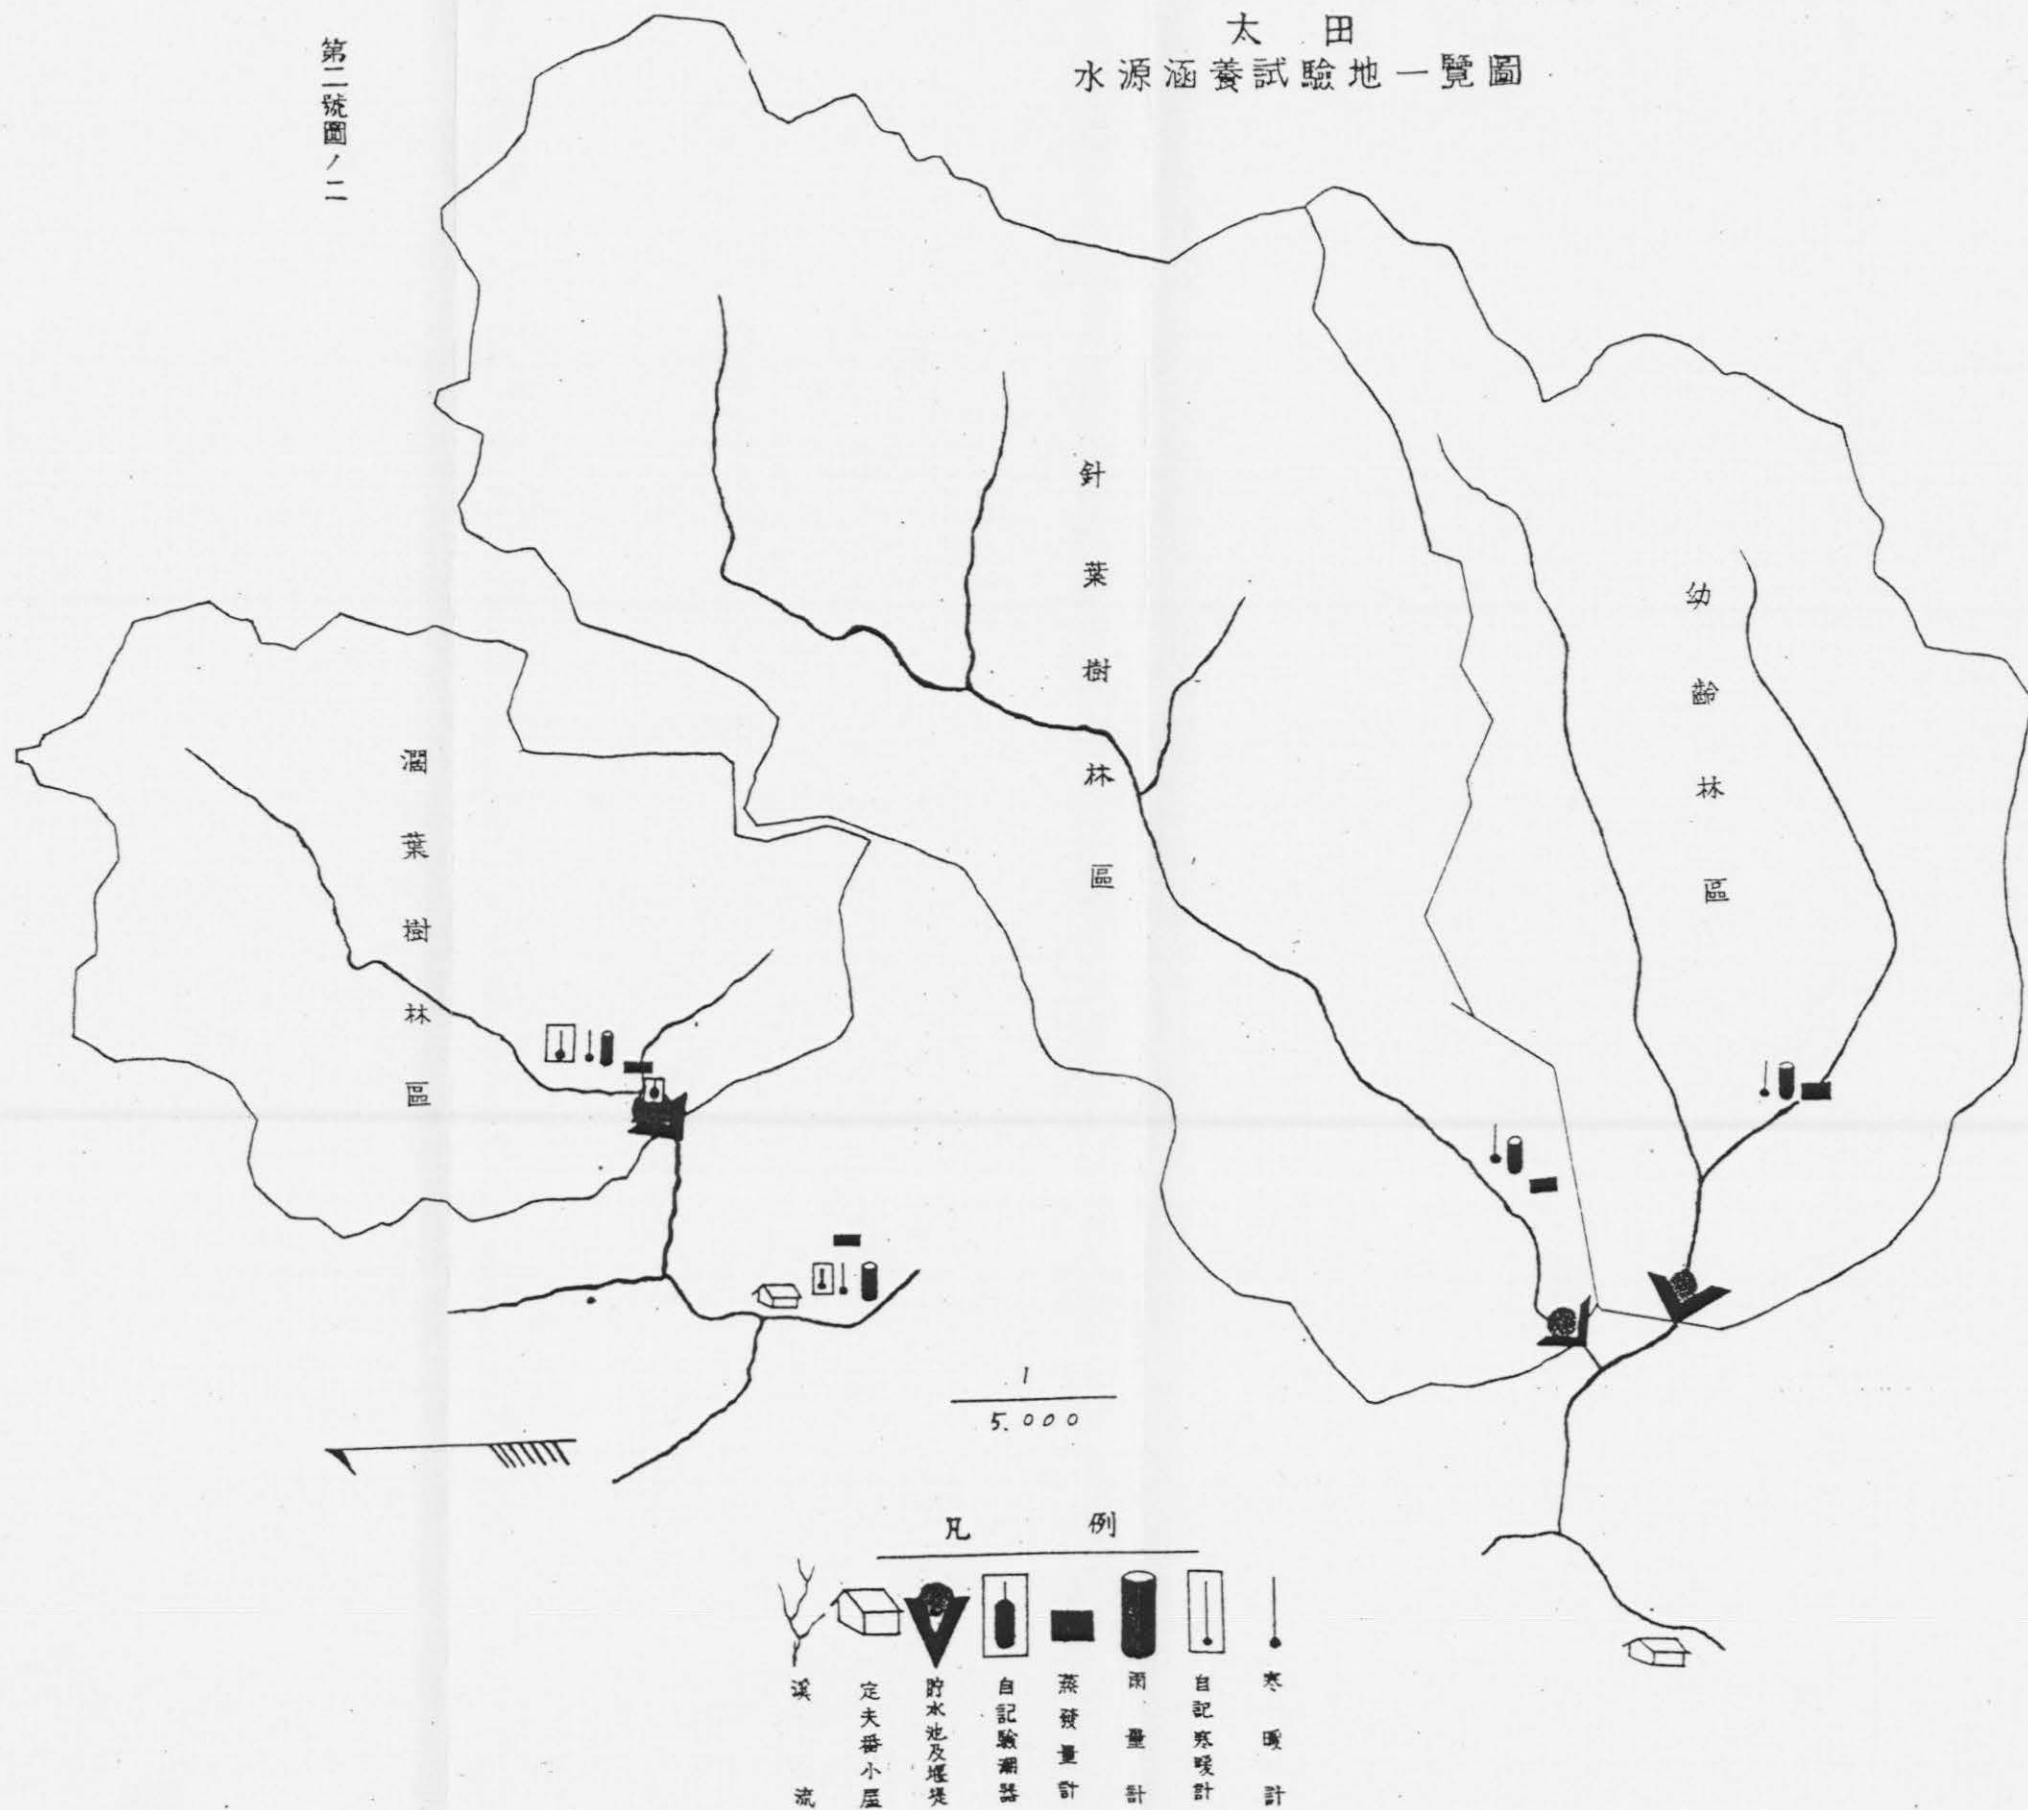 太田
水源涵養試驗地一覽圖
第二號圖ノ二
針葉樹林區
幼齡林區
濶葉樹林區
1
5.000
凡例
寒暖計
自記寒暖計
雨量計
蒸發量計
自記驗潮器
貯水池及堰堤
定夫番小屋
溪流